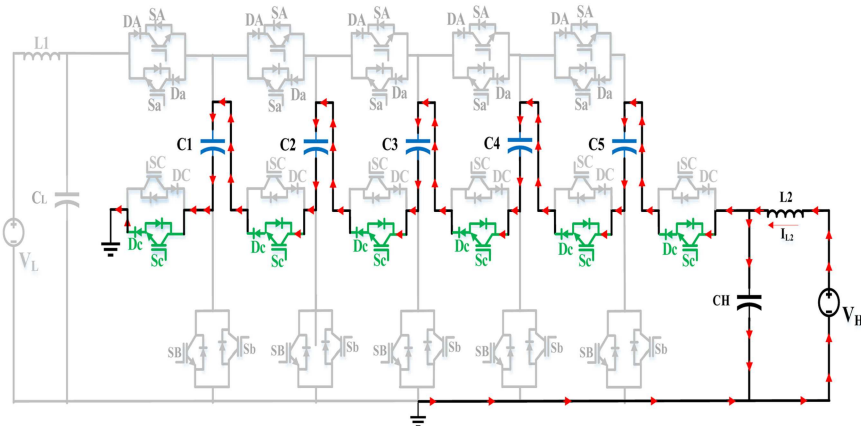 SA SA SA SA SA
DA DA DA DA DA
L1
Da Da Da Da Da
Sa Sa Sa Sa Sa
C1 C2 C3 C4 C5
SC SC SC SC SC SC
DC DC DC DC DC DC
CL
L2
IL2
Dc Dc Dc Dc Dc Dc
VL
Sc Sc Sc Sc Sc Sc
CH
VH
SB Sb SB Sb SB Sb SB Sb SB Sb